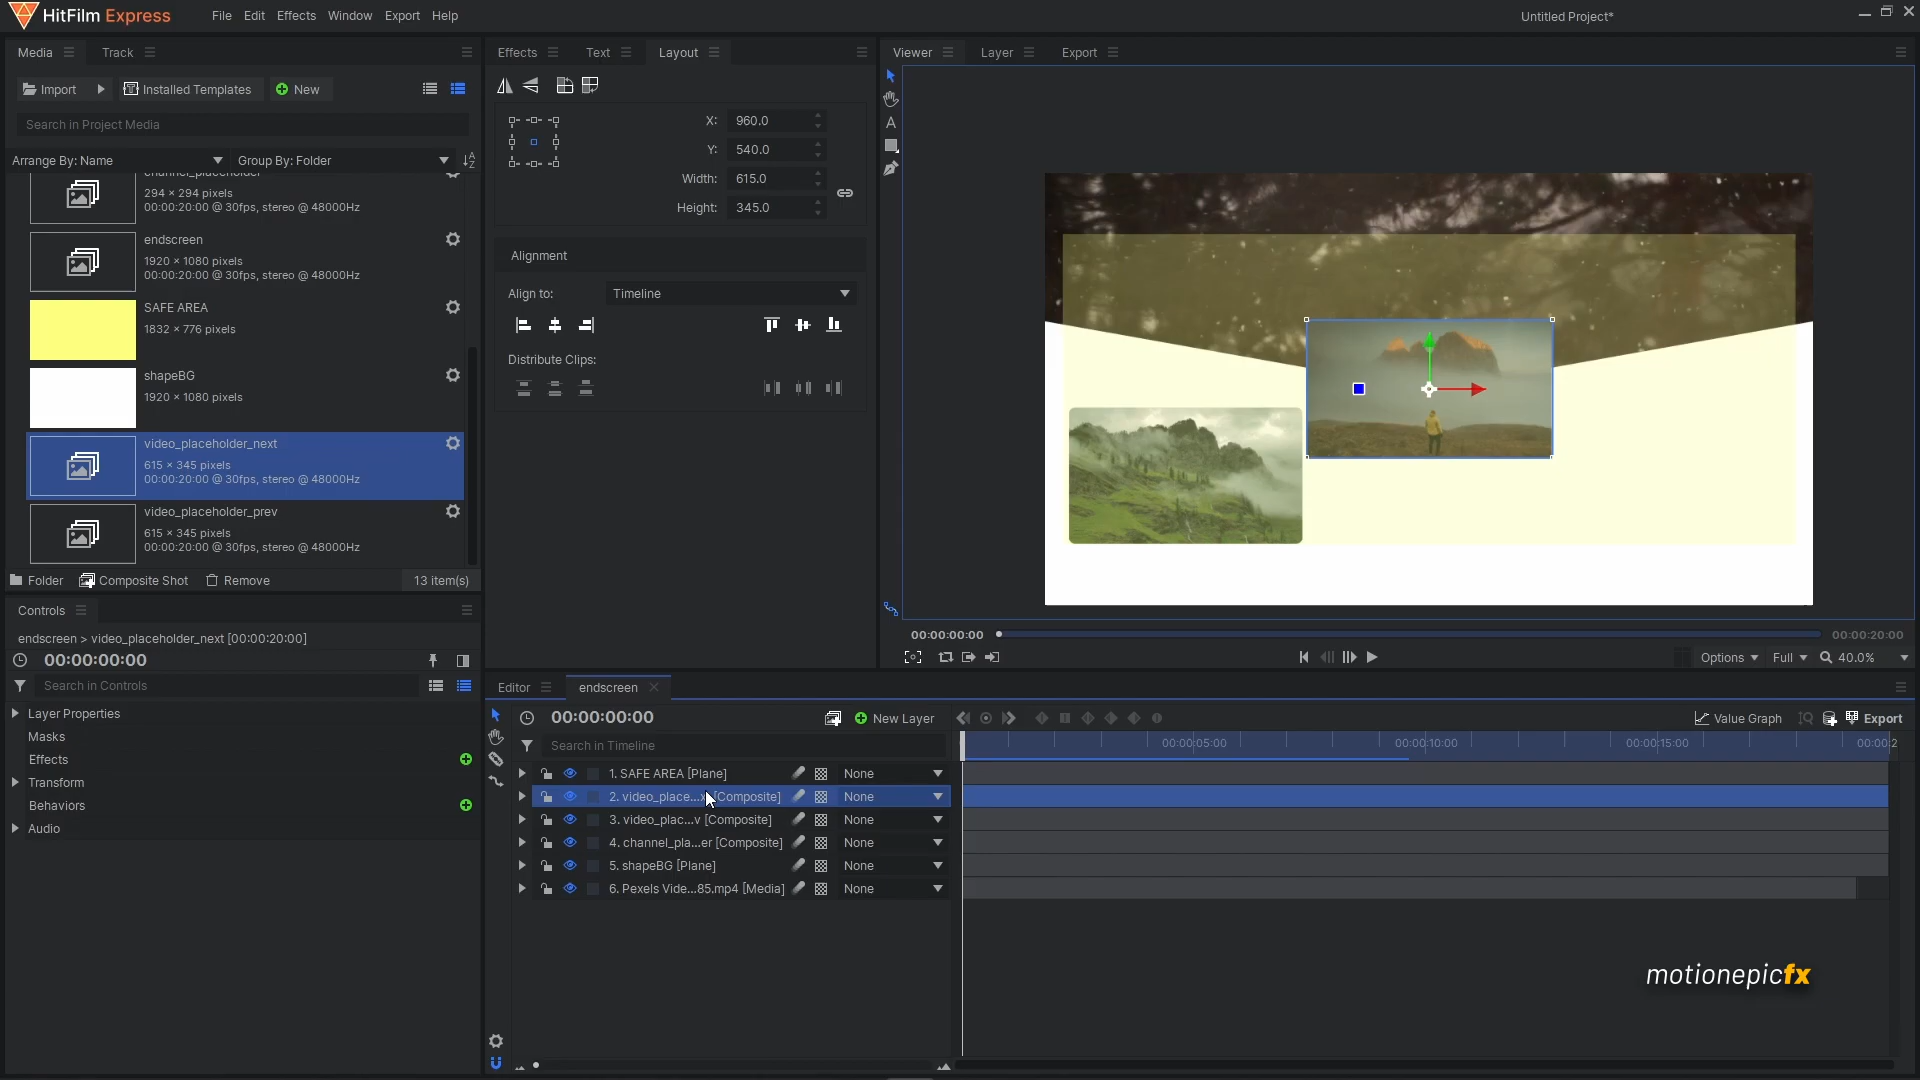 HitFilm Express
File Edit Effects Window Export Help
Untitled Project*
Media
Track
Import
Installed Templates
New
Search in Project Media
Arrange By: Name
Group By: Folder
channel_placeholder
294 × 294 pixels
00:00:20:00 @ 30fps, stereo @ 48000Hz
endscreen
1920 × 1080 pixels
00:00:20:00 @ 30fps, stereo @ 48000Hz
SAFE AREA
1832 × 776 pixels
shapeBG
1920 × 1080 pixels
video_placeholder_next
615 × 345 pixels
00:00:20:00 @ 30fps, stereo @ 48000Hz
video_placeholder_prev
615 × 345 pixels
00:00:20:00 @ 30fps, stereo @ 48000Hz
Folder
Composite Shot
Remove
13 item(s)
Controls
endscreen > video_placeholder_next [00:00:20:00]
00:00:00:00
Search in Controls
Layer Properties
Masks
Effects
Transform
Behaviors
Audio
Effects
Text
Layout
X: 960.0
Y: 540.0
Width: 615.0
Height: 345.0
Alignment
Align to: Timeline
Distribute Clips:
Viewer
Layer
Export
00:00:00:00
00:00:20:00
Options
Full
40.0%
Editor
endscreen
00:00:00:00
New Layer
Value Graph
Export
Search in Timeline
00:00:05:00
00:00:10:00
00:00:15:00
00:00:2
1. SAFE AREA [Plane] None
2. video_place...x [Composite] None
3. video_plac...v [Composite] None
4. channel_pla...er [Composite] None
5. shapeBG [Plane] None
6. Pexels Vide...85.mp4 [Media] None
motionepicfx